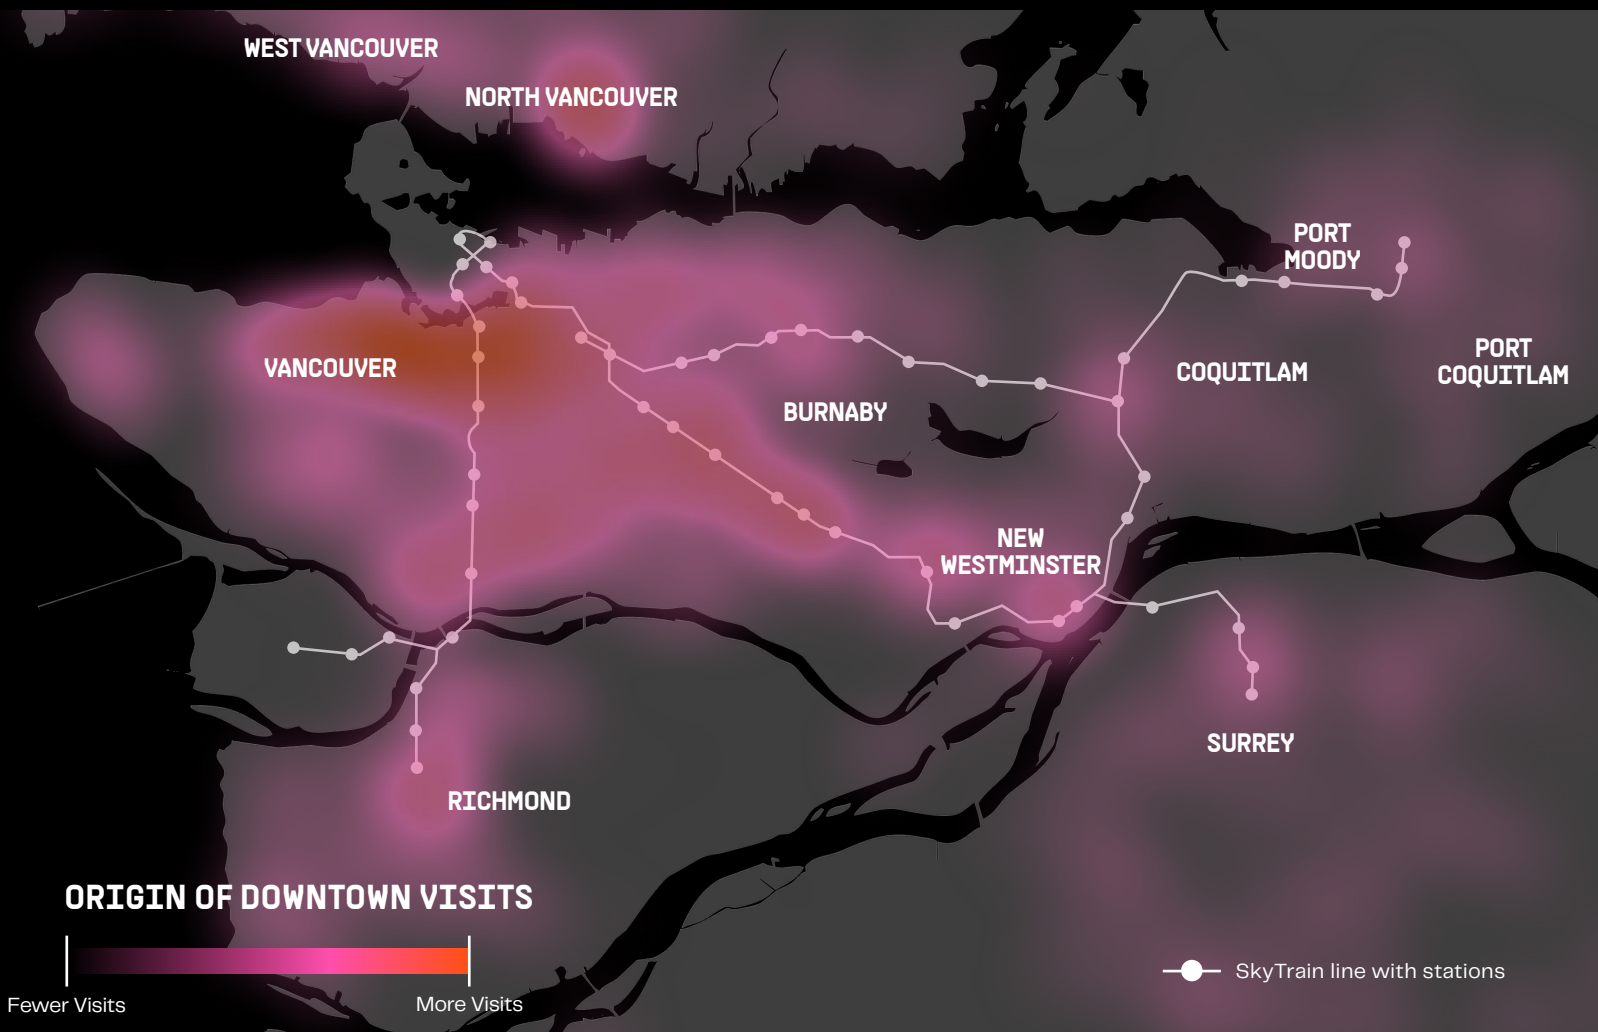 WEST VANCOUVER
NORTH VANCOUVER
PORT
MOODY
VANCOUVER
COQUITLAM
PORT
COQUITLAM
BURNABY
NEW
WESTMINSTER
SURREY
RICHMOND
ORIGIN OF DOWNTOWN VISITS
Fewer Visits
More Visits
SkyTrain line with stations